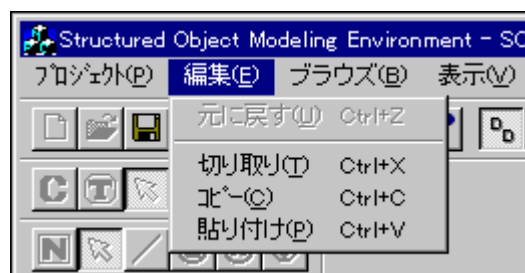 Structured Object Modeling Environment - SO
ﾌﾟﾛｼﾞｪｸﾄ(P) 編集(E) ブラウズ(B) 表示(V)
元に戻す(U) Ctrl+Z
切り取り(T) Ctrl+X
ｺﾋﾟｰ(C) Ctrl+C
貼り付け(P) Ctrl+V
D D
C T
N